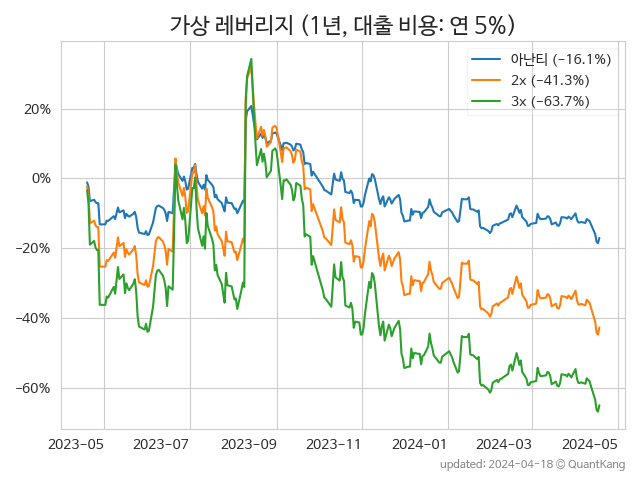 가상 레버리지 (1년, 대출 비용: 연 5%)
아난티 (−16.1%)
2x (−41.3%)
3x (−63.7%)
20%
0%
−20%
−40%
−60%
2023-05 2023-07 2023-09 2023-11 2024-01 2024-03 2024-05
updated: 2024-04-18 © QuantKang